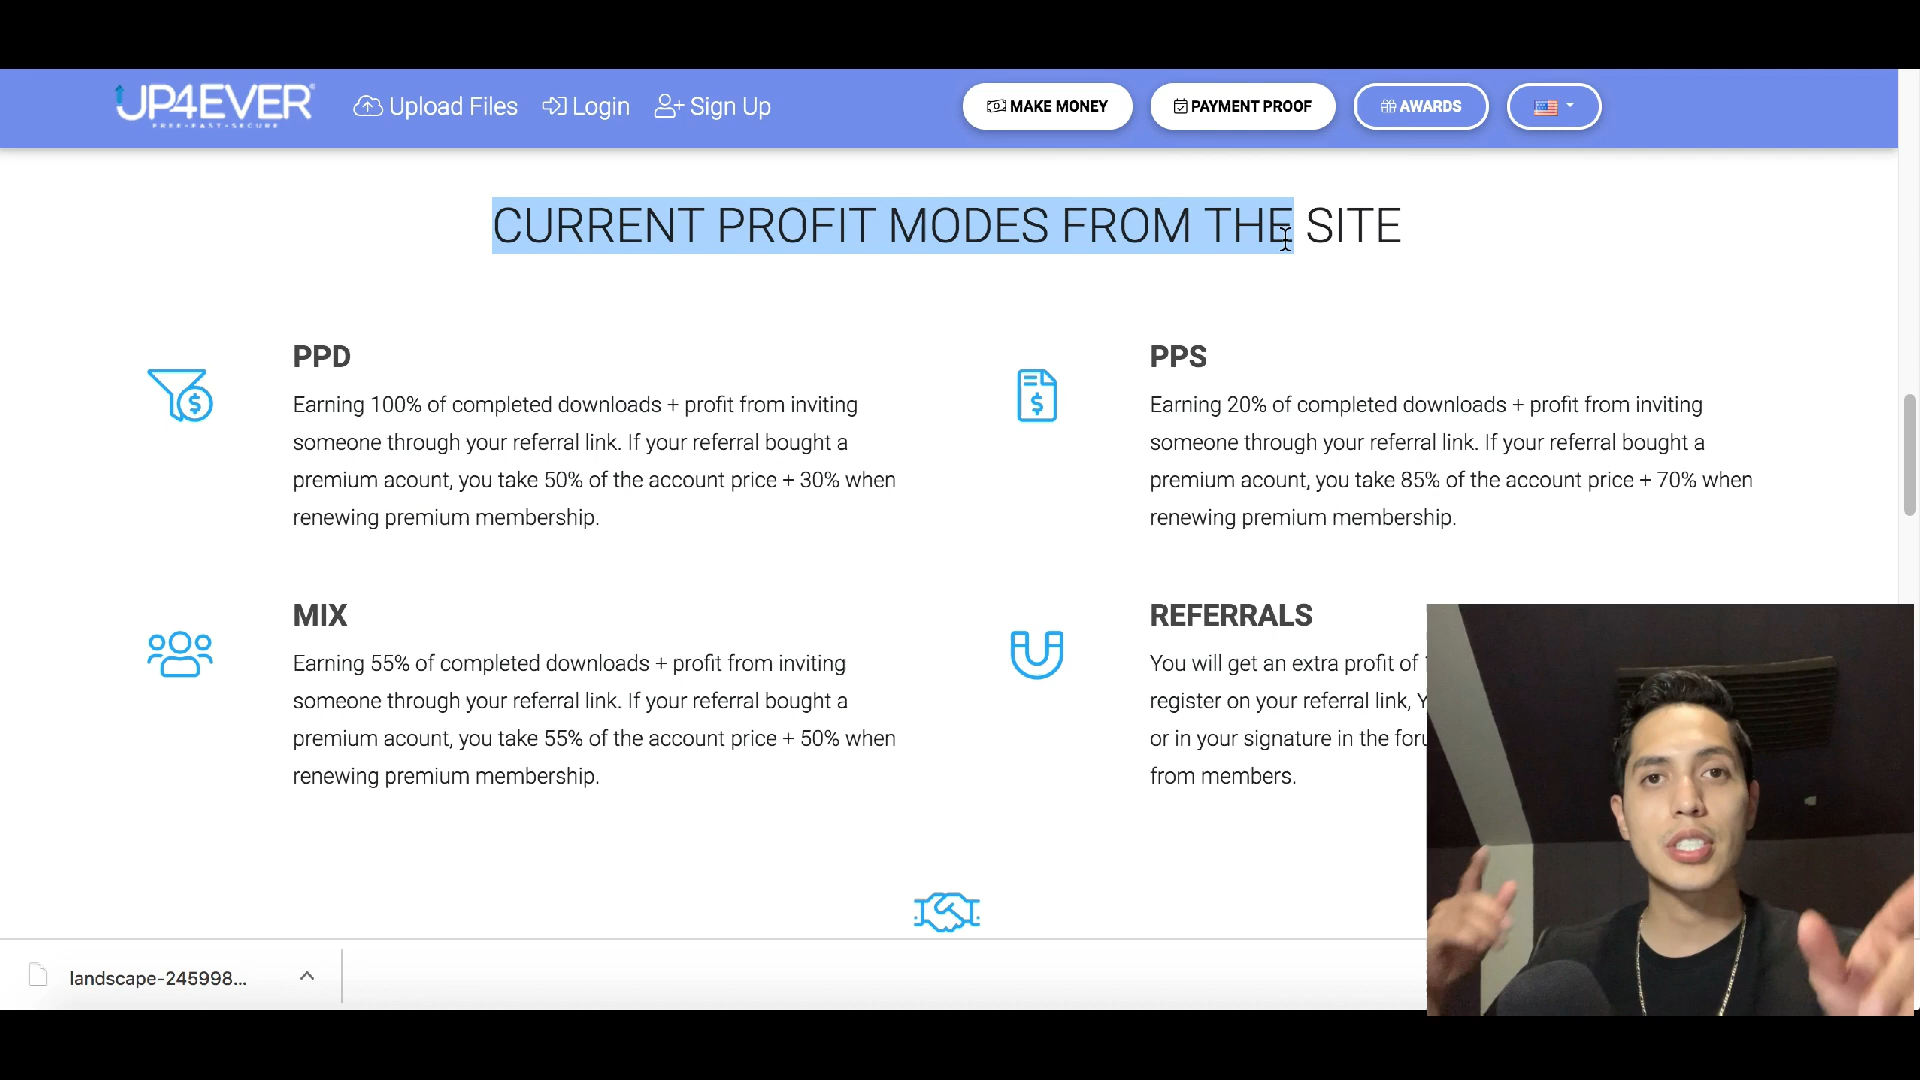 UP4EVER
FREE•FAST•SECURE
Upload Files
Login
Sign Up
MAKE MONEY
PAYMENT PROOF
AWARDS
CURRENT PROFIT MODES FROM THE SITE
PPD
Earning 100% of completed downloads + profit from inviting
someone through your referral link. If your referral bought a
premium acount, you take 50% of the account price + 30% when
renewing premium membership.
PPS
Earning 20% of completed downloads + profit from inviting
someone through your referral link. If your referral bought a
premium acount, you take 85% of the account price + 70% when
renewing premium membership.
MIX
Earning 55% of completed downloads + profit from inviting
someone through your referral link. If your referral bought a
premium acount, you take 55% of the account price + 50% when
renewing premium membership.
REFERRALS
You will get an extra profit of
register on your referral link,
or in your signature in the
from members.
landscape-245998...